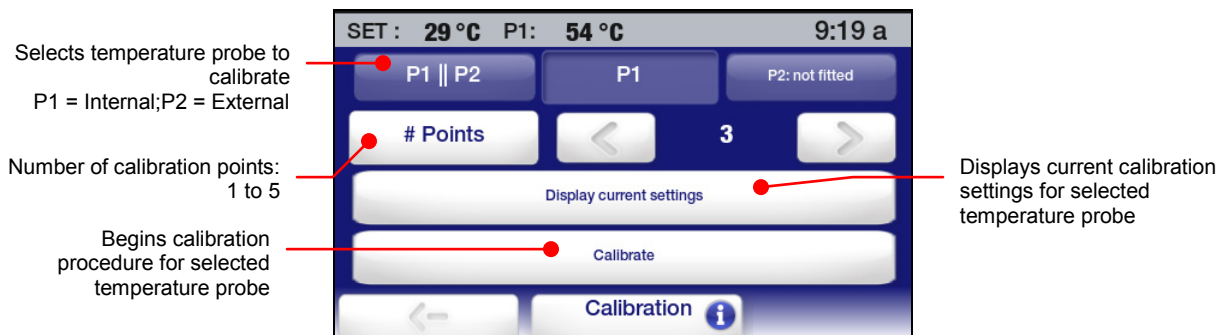 SET : 29 °C P1: 54 °C 9:19 a
Selects temperature probe to
calibrate
P1 = Internal;P2 = External
P1 || P2 P1 P2: not fitted
# Points < 3 >
Number of calibration points:
1 to 5
Display current settings
Displays current calibration
settings for selected
temperature probe
Begins calibration
procedure for selected
temperature probe
Calibrate
Calibration i